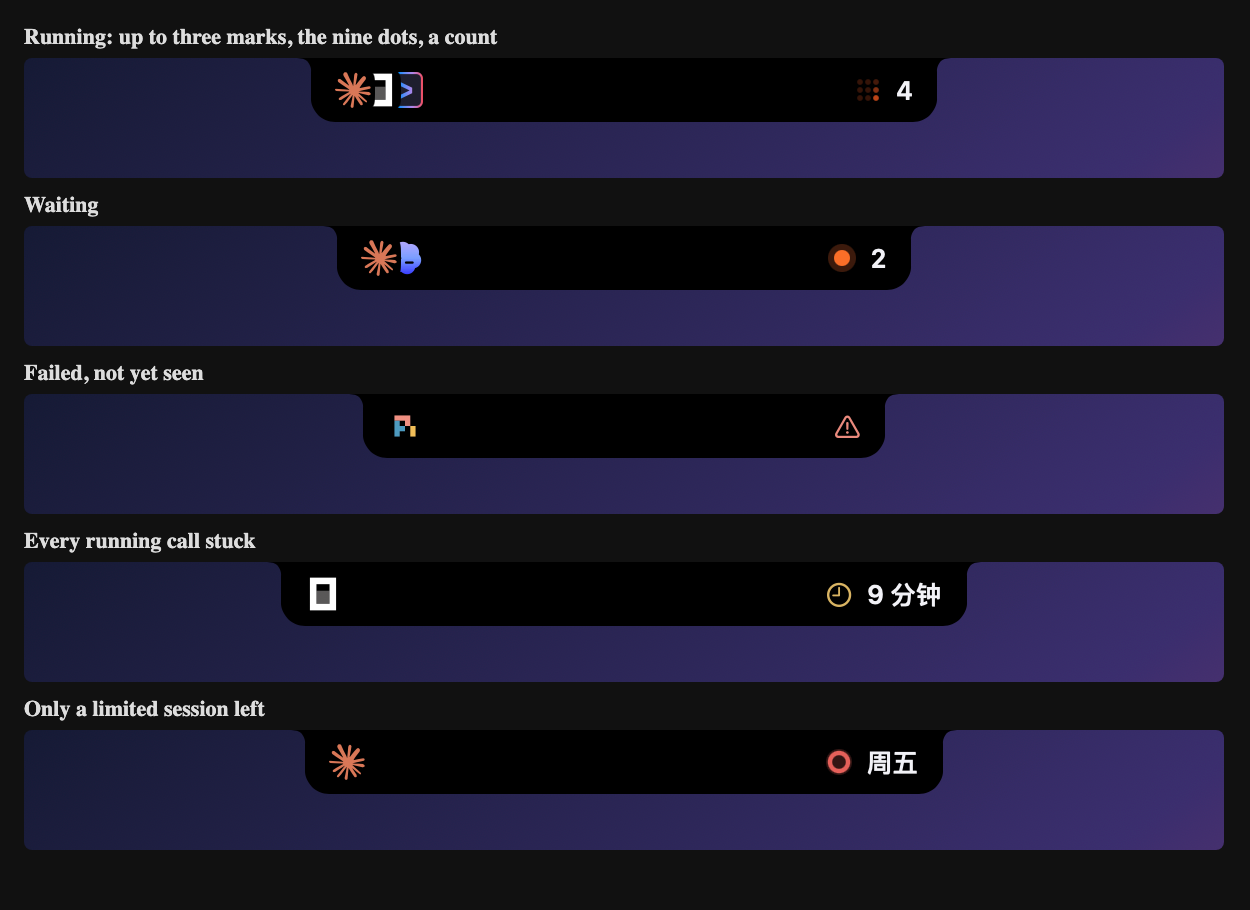 Running: up to three marks, the nine dots, a count
4
Waiting
2
Failed, not yet seen
Every running call stuck
9 分钟
Only a limited session left
周五